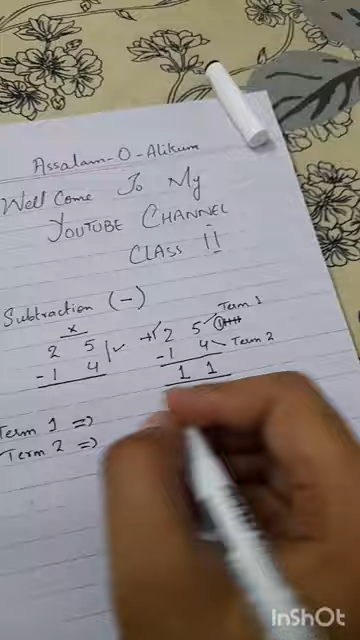 Assalam-O-Alikum
Well Come To My
YOUTUBE CHANNEL
CLASS II
Subtraction (-)
x
2 5
-1 4
2 5 Term 1
-1 4 Term 2
1 1
Term 1 =>
Term 2 =>
InShOt